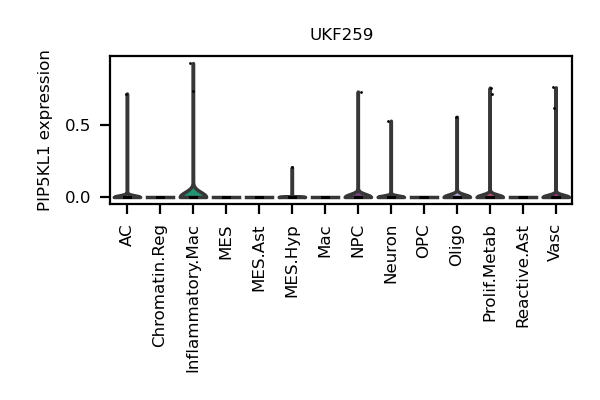 UKF259
PIP5KL1 expression
0.5
0.0
AC
Chromatin.Reg
Inflammatory.Mac
MES
MES.Ast
MES.Hyp
Mac
NPC
Neuron
OPC
Oligo
Prolif.Metab
Reactive.Ast
Vasc